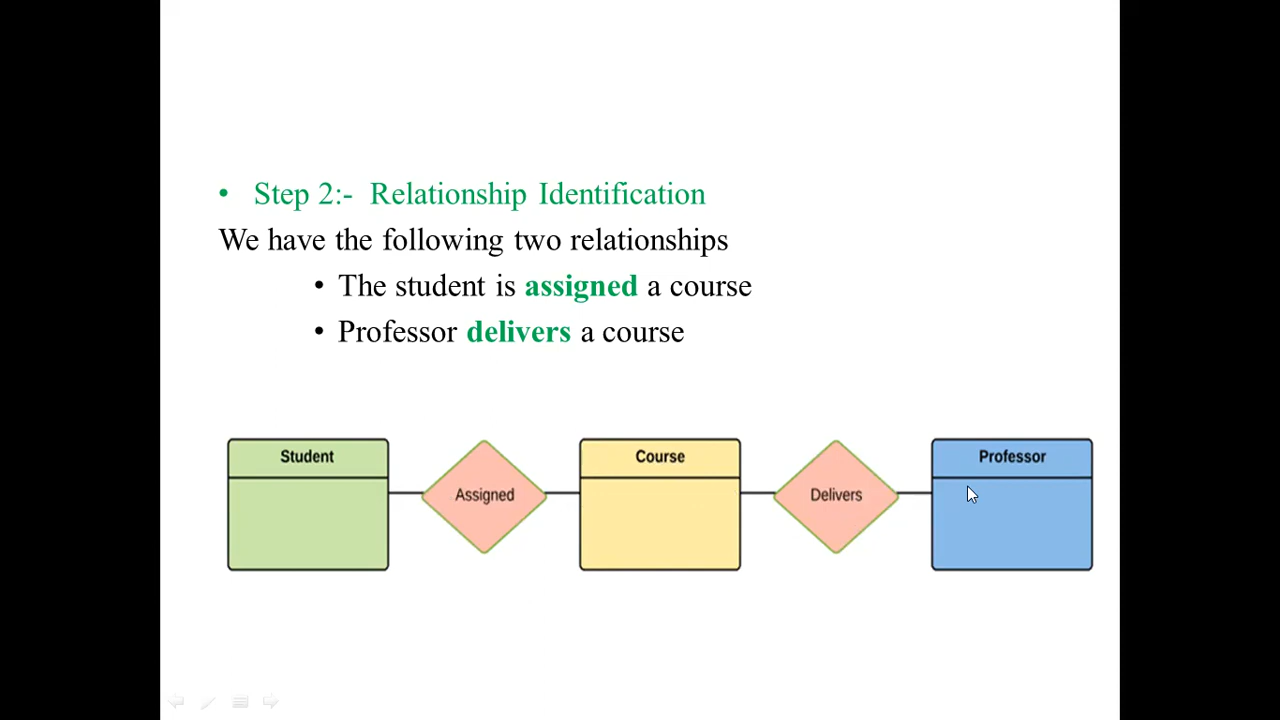 • Step 2:- Relationship Identification
We have the following two relationships
• The student is assigned a course
• Professor delivers a course
Student
Course
Professor
Assigned
Delivers